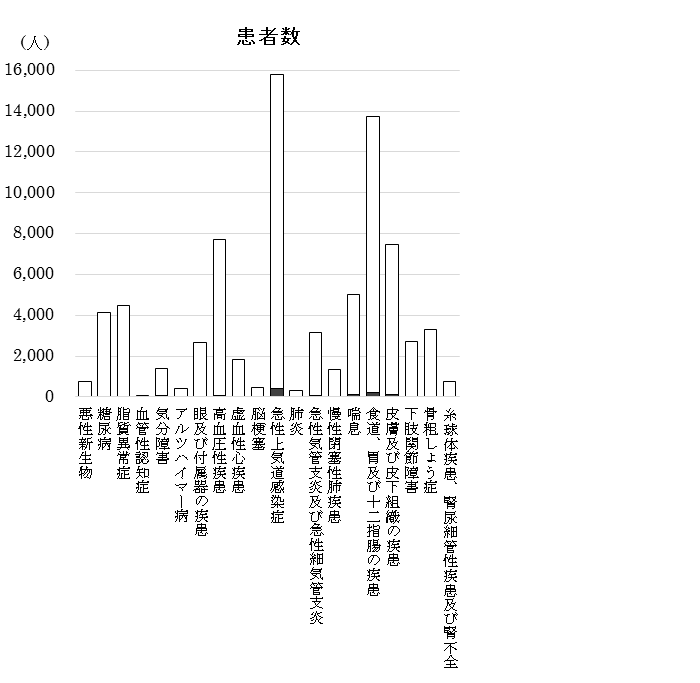 患者数
(人)
16,000
14,000
12,000
10,000
8,000
6,000
4,000
2,000
0
悪性新生物
糖尿病
脂質異常症
血管性認知症
気分障害
アルツハイマー病
眼及び付属器の疾患
高血圧性疾患
虚血性心疾患
脳梗塞
急性上気道感染症
肺炎
急性気管支炎及び急性細気管支炎
慢性閉塞性肺疾患
喘息
食道、胃及び十二指腸の疾患
皮膚及び皮下組織の疾患
下肢関節障害
骨粗しょう症
糸球体疾患、腎尿細管性疾患及び腎不全